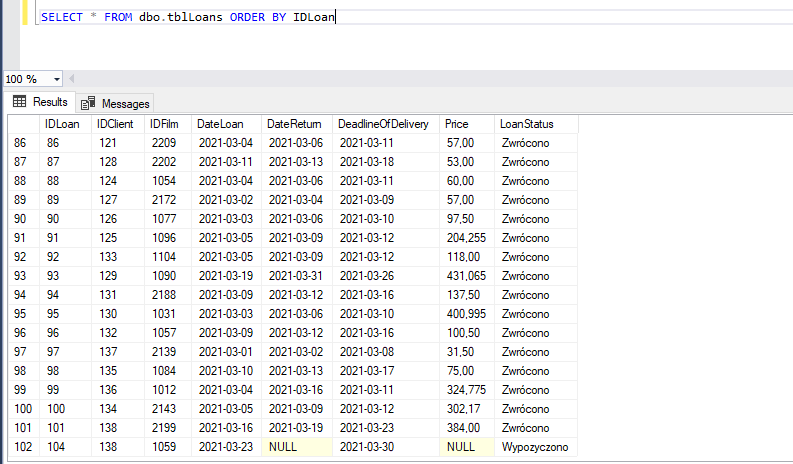 SELECT * FROM dbo.tblLoans ORDER BY IDLoan
100 %
Results Messages
IDLoan IDClient IDFilm DateLoan DateReturn DeadlineOfDelivery Price LoanStatus
86 86 121 2209 2021-03-04 2021-03-06 2021-03-11 57,00 Zwrócono
87 87 128 2202 2021-03-11 2021-03-13 2021-03-18 53,00 Zwrócono
88 88 124 1054 2021-03-04 2021-03-06 2021-03-11 60,00 Zwrócono
89 89 127 2172 2021-03-02 2021-03-04 2021-03-09 57,00 Zwrócono
90 90 126 1077 2021-03-03 2021-03-06 2021-03-10 97,50 Zwrócono
91 91 125 1096 2021-03-05 2021-03-09 2021-03-12 204,255 Zwrócono
92 92 133 1104 2021-03-05 2021-03-09 2021-03-12 118,00 Zwrócono
93 93 129 1090 2021-03-19 2021-03-31 2021-03-26 431,065 Zwrócono
94 94 131 2188 2021-03-09 2021-03-12 2021-03-16 137,50 Zwrócono
95 95 130 1031 2021-03-03 2021-03-06 2021-03-10 400,995 Zwrócono
96 96 132 1057 2021-03-09 2021-03-12 2021-03-16 100,50 Zwrócono
97 97 137 2139 2021-03-01 2021-03-02 2021-03-08 31,50 Zwrócono
98 98 135 1084 2021-03-10 2021-03-13 2021-03-17 75,00 Zwrócono
99 99 136 1012 2021-03-04 2021-03-16 2021-03-11 324,775 Zwrócono
100 100 134 2143 2021-03-05 2021-03-09 2021-03-12 302,17 Zwrócono
101 101 138 2199 2021-03-16 2021-03-19 2021-03-23 384,00 Zwrócono
102 104 138 1059 2021-03-23 NULL 2021-03-30 NULL Wypozyczono